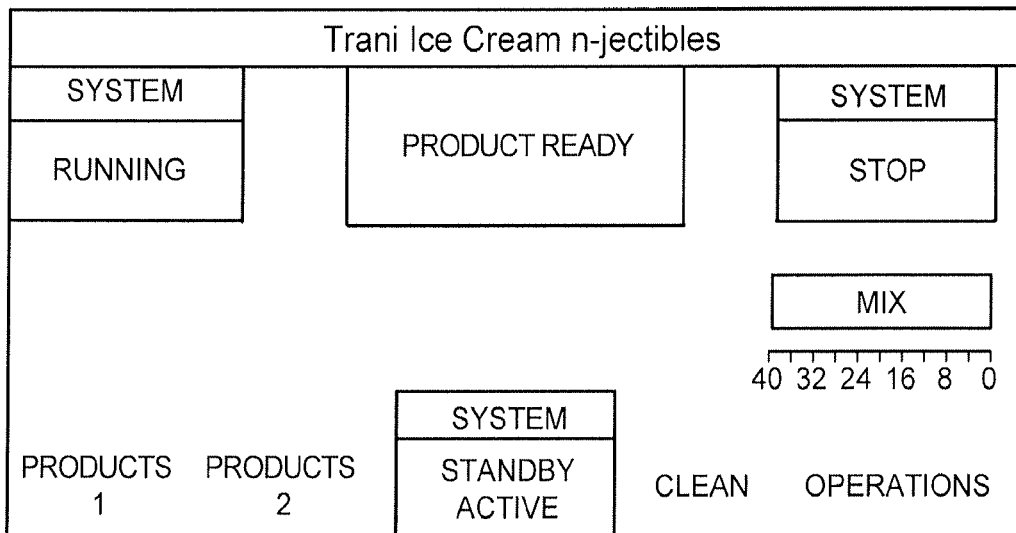 Trani Ice Cream n-jectibles
SYSTEM
RUNNING
PRODUCT READY
SYSTEM
STOP
MIX
40 32 24 16 8 0
PRODUCTS
1
PRODUCTS
2
SYSTEM
STANDBY
ACTIVE
CLEAN
OPERATIONS